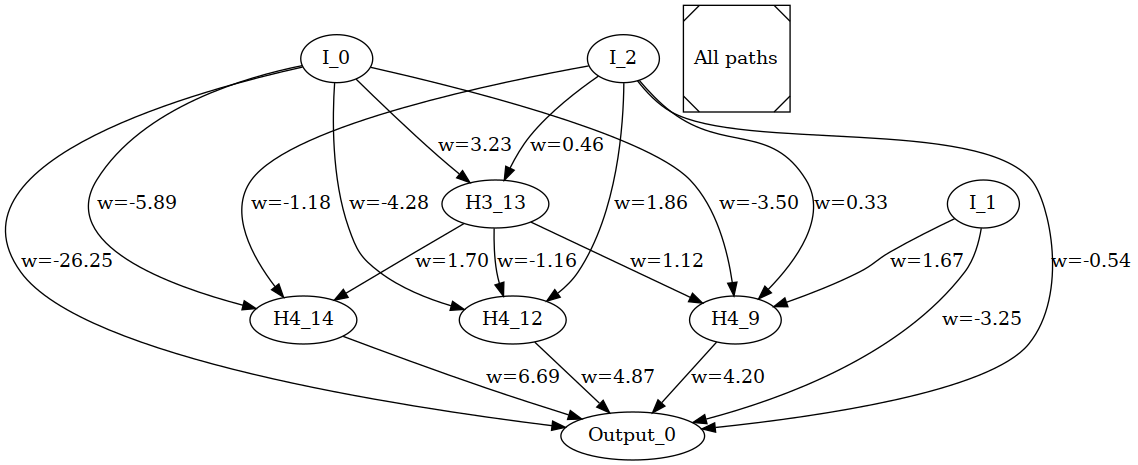 I_0
I_2
All paths
w=3.23
w=0.46
w=-5.89
w=-1.18
w=-4.28
H3_13
w=1.86
w=-3.50
w=0.33
I_1
w=-26.25
w=1.70
w=-1.16
w=1.12
w=1.67
w=-0.54
H4_14
H4_12
H4_9
w=-3.25
w=6.69
w=4.87
w=4.20
Output_0